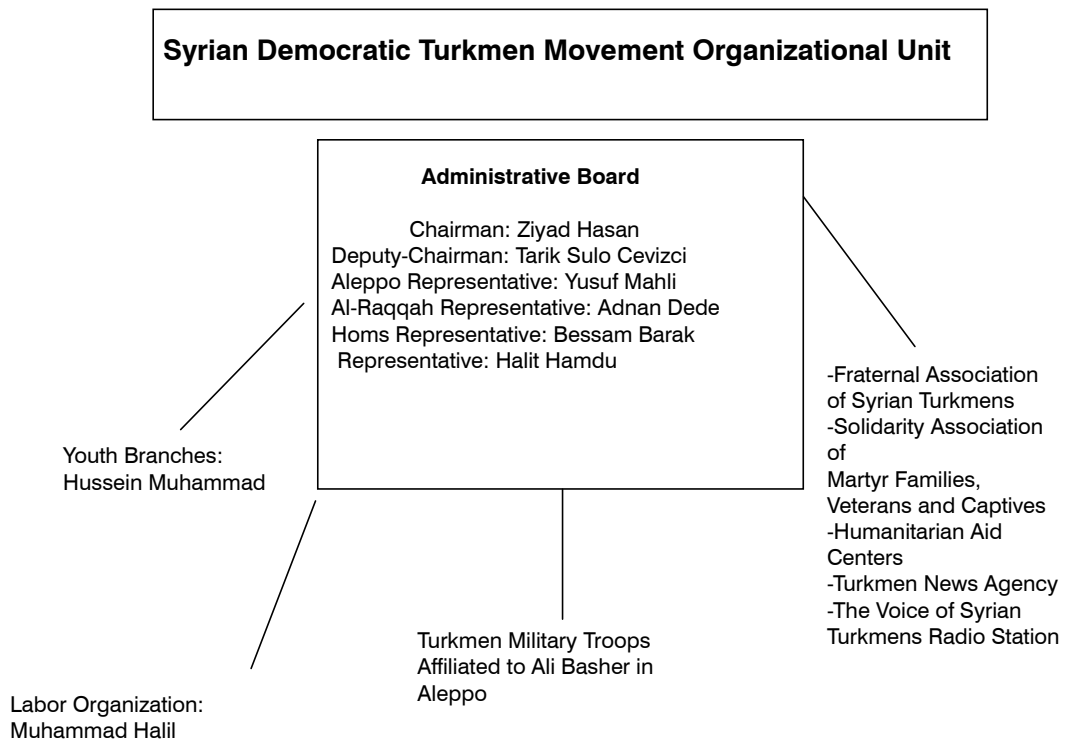 Syrian Democratic Turkmen Movement Organizational Unit
Administrative Board
Chairman: Ziyad Hasan
Deputy-Chairman: Tarik Sulo Cevizci
Aleppo Representative: Yusuf Mahli
Al-Raqqah Representative: Adnan Dede
Homs Representative: Bessam Barak
Representative: Halit Hamdu
Youth Branches:
Hussein Muhammad
Labor Organization:
Muhammad Halil
Turkmen Military Troops
Affiliated to Ali Basher in
Aleppo
-Fraternal Association
of Syrian Turkmens
-Solidarity Association
of
Martyr Families,
Veterans and Captives
-Humanitarian Aid
Centers
-Turkmen News Agency
-The Voice of Syrian
Turkmens Radio Station